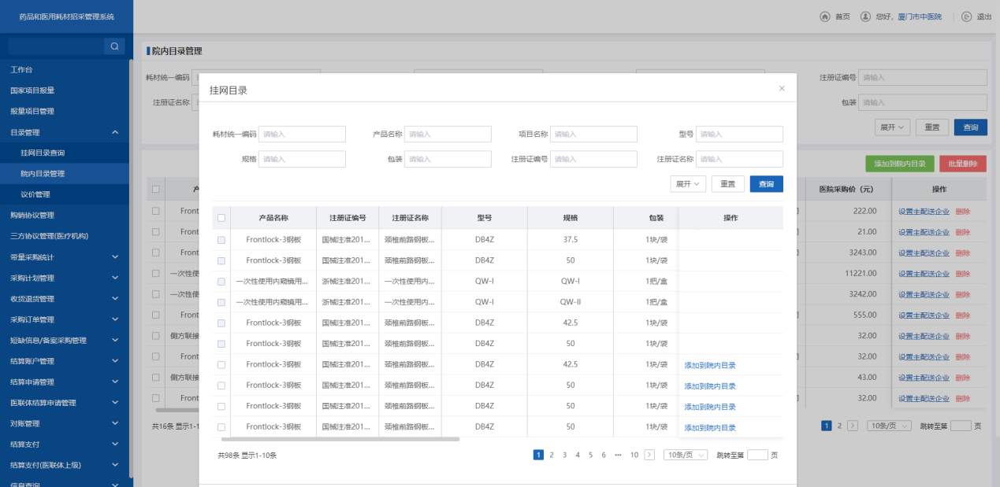 药品和医用耗材招采管理系统
首页 您好，厦门市中医院 退出
工作台
国家项目报量
报量项目管理
目录管理
挂网目录查询
院内目录管理
议价管理
购销协议管理
三方协议管理(医疗机构)
带量采购统计
采购计划管理
收货退货管理
采购订单管理
短缺信息/备案采购管理
结算账户管理
结算申请管理
医联体结算申请管理
对账管理
结算支付
结算支付(医联体上级)
信息查询
院内目录管理
耗材统一编码 注册证编号 请输入
注册证名称 包装 请输入
展开 重置 查询
添加到院内目录 批量删除
医院采购价（元） 操作
Front 222.00 设置主配送企业 删除
Front 21.00 设置主配送企业 删除
Front 3243.00 设置主配送企业 删除
一次性使 11221.00 设置主配送企业 删除
一次性使 3242.00 设置主配送企业 删除
Front 555.00 设置主配送企业 删除
侧方联接 32.00 设置主配送企业 删除
Front 32.00 设置主配送企业 删除
侧方联接 43.00 设置主配送企业 删除
Front 32.00 设置主配送企业 删除
共16条 显示1-1 1 2 10条/页 跳转至第 页
挂网目录
耗材统一编码 请输入 产品名称 请输入 项目名称 请输入 型号 请输入
规格 请输入 包装 请输入 注册证编号 请输入 注册证名称 请输入
展开 重置 查询
产品名称 注册证编号 注册证名称 型号 规格 包装 操作
Frontlock-3钢板 国械注准201... 颈椎前路钢板... DB4Z 37.5 1块/袋
Frontlock-3钢板 国械注准201... 颈椎前路钢板... DB4Z 50 1块/袋
一次性使用内窥镜用... 浙械注准201... 一次性使用内... QW-I QW-I 1把/盒
一次性使用内窥镜用... 浙械注准201... 一次性使用内... QW-I QW-II 1把/盒
Frontlock-3钢板 国械注准201... 颈椎前路钢板... DB4Z 42.5 1块/袋
Frontlock-3钢板 国械注准201... 颈椎前路钢板... DB4Z 50 1块/袋
Frontlock-3钢板 国械注准201... 颈椎前路钢板... DB4Z 42.5 1块/袋 添加到院内目录
Frontlock-3钢板 国械注准201... 颈椎前路钢板... DB4Z 50 1块/袋 添加到院内目录
Frontlock-3钢板 国械注准201... 颈椎前路钢板... DB4Z 50 1块/袋 添加到院内目录
Frontlock-3钢板 国械注准201... 颈椎前路钢板... DB4Z 50 1块/袋 添加到院内目录
共98条 显示1-10条 1 2 3 4 5 6 ••• 10 10条/页 跳转至第 页